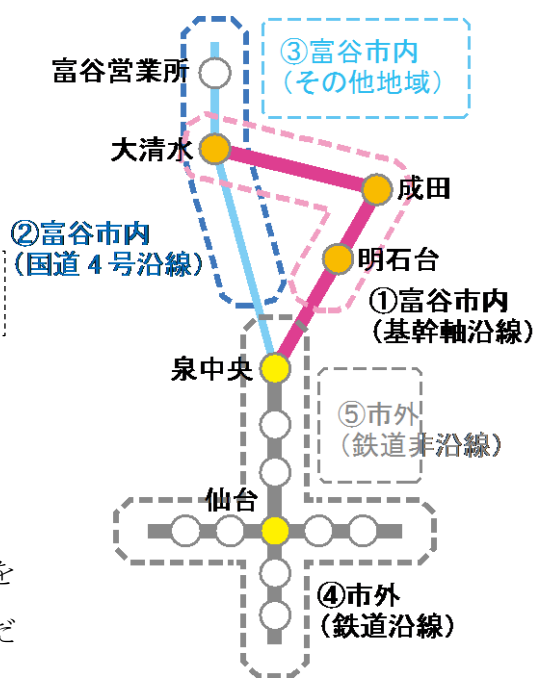 富谷営業所
③富谷市内
（その他地域）
大清水
成田
②富谷市内
（国道４号沿線）
明石台
①富谷市内
（基幹軸沿線）
泉中央
⑤市外
（鉄道非沿線）
仙台
を
④市外
（鉄道沿線）
だ